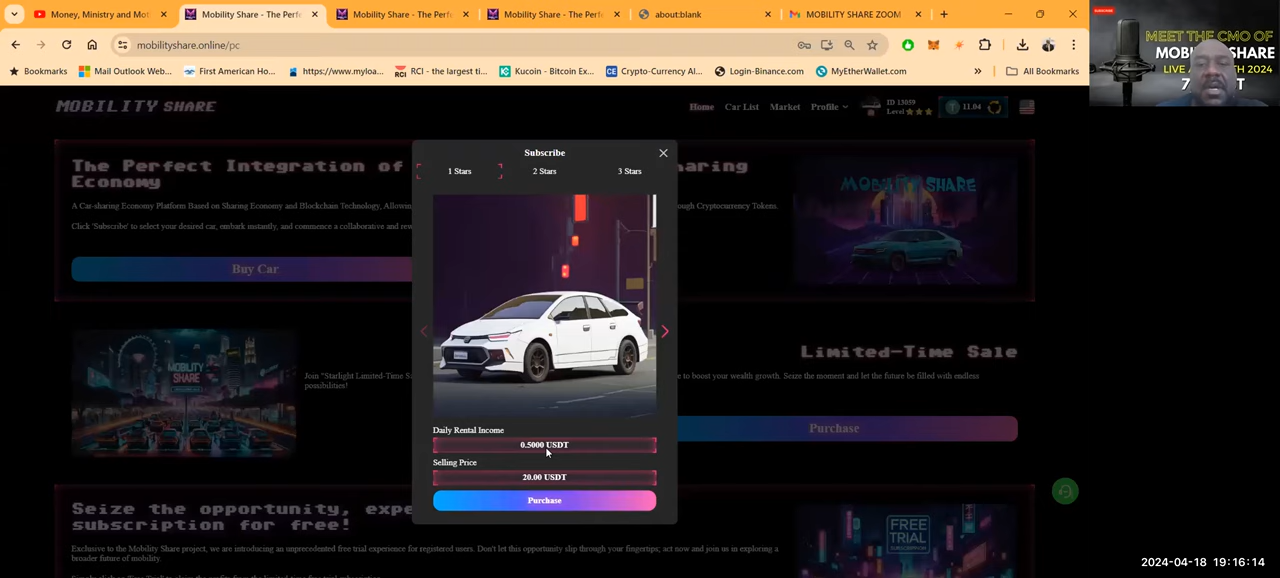 Money, Ministry and Mot
Mobility Share - The Perfe
Mobility Share - The Perfe
Mobility Share - The Perfe
about:blank
MOBILITY SHARE ZOOM
mobilityshare.online/pc
Bookmarks
Mail Outlook Web...
First American Ho...
https://www.myloa...
RCI - the largest ti...
Kucoin - Bitcoin Ex...
Crypto-Currency AI...
Login-Binance.com
MyEtherWallet.com
All Bookmarks
SUBSCRIBE
MEET THE CMO OF
LIVE
2024
MOBILITY SHARE
Home
Car List
Market
Profile
ID 13059
Level
11.04
The Perfect Integration of
haring
Economy
A Car-sharing Economy Platform Based on Sharing Economy and Blockchain Technology, Allowin
ough Cryptocurrency Tokens.
Click 'Subscribe' to select your desired car, embark instantly, and commence a collaborative and rew
Buy Car
MOBILITY SHARE
Subscribe
1 Stars
2 Stars
3 Stars
Daily Rental Income
0.5000 USDT
Selling Price
20.00 USDT
Purchase
MOBILITY
SHARE
Limited-Time Sale
Join "Starlight Limited-Time S
e to boost your wealth growth. Seize the moment and let the future be filled with endless
possibilities!
Purchase
Seize the opportunity, expe
subscription for free!
Exclusive to the Mobility Share project, we are introducing an unprecedented free trial experience for registered users. Don't let this opportunity slip through your fingertips; act now and join us in exploring a
broader future of mobility.
FREE
TRIAL
SUBSCRIPTION
2024-04-18 19:16:14